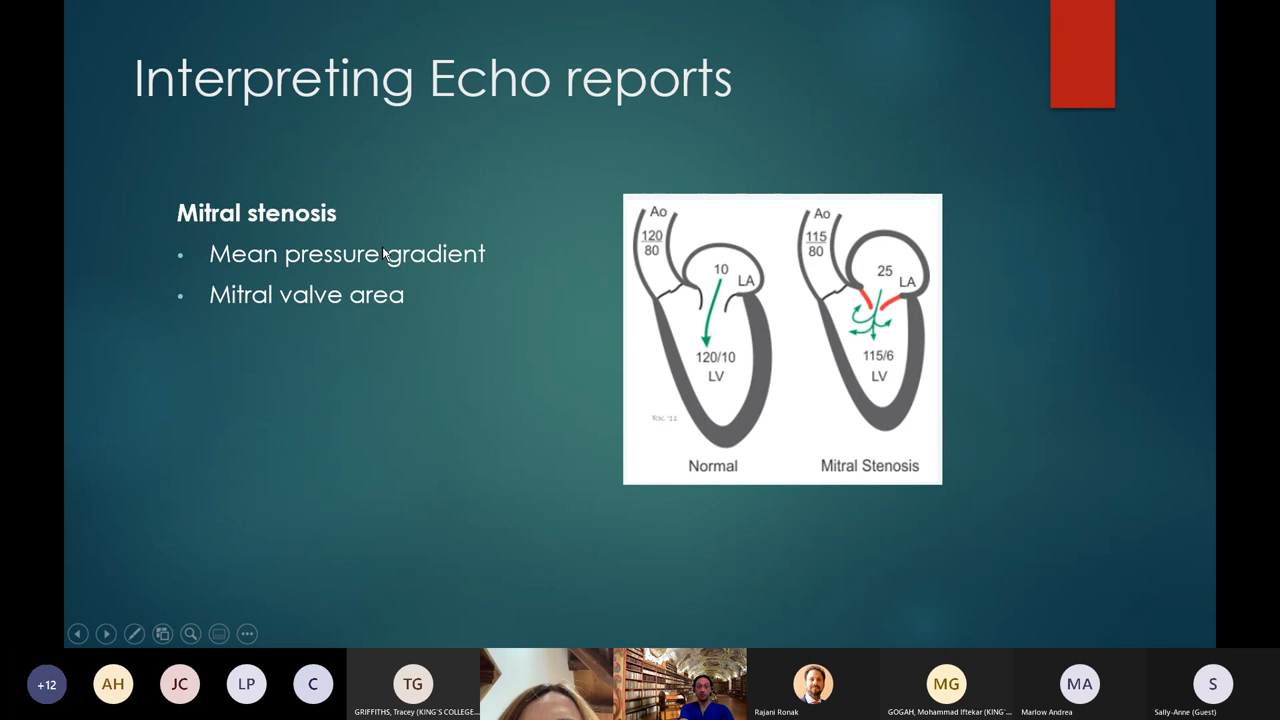 Interpreting Echo reports
Mitral stenosis
• Mean pressure gradient
• Mitral valve area
Ao
120
80
10
LA
120/10
LV
Normal
Ao
115
80
25
LA
115/6
LV
Mitral Stenosis
+12
AH
JC
LP
C
TG
GRIFFITHS, Tracey (KING'S COLLEGE...
Rajani Ronak
MG
GOGAH, Mohammad Iftekar (KING'...
MA
Marlow Andrea
S
Sally-Anne (Guest)